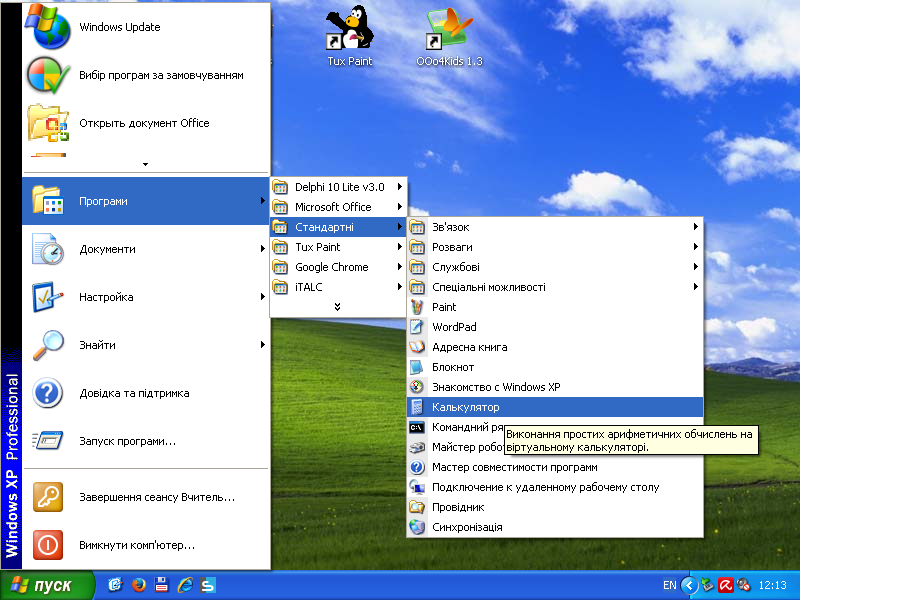 Windows Update
Вибір програм за замовчуванням
Открыть документ Office
Програми
Документи
Настройка
Знайти
Довідка та підтримка
Запуск програми...
Завершення сеансу Вчитель...
Вимкнути комп'ютер...
Windows XP Professional
Tux Paint
OOo4Kids 1.3
Delphi 10 Lite v3.0
Microsoft Office
Стандартні
Tux Paint
Google Chrome
iTALC
Зв'язок
Розваги
Службові
Спеціальні можливості
Paint
WordPad
Адресна книга
Блокнот
Знакомство с Windows XP
Калькулятор
Командний ря
Виконання простих арифметичних обчислень на
віртуальному калькуляторі.
Майстер робо
Мастер совместимости программ
Подключение к удаленному рабочему столу
Провідник
Синхронізація
пуск
EN
12:13